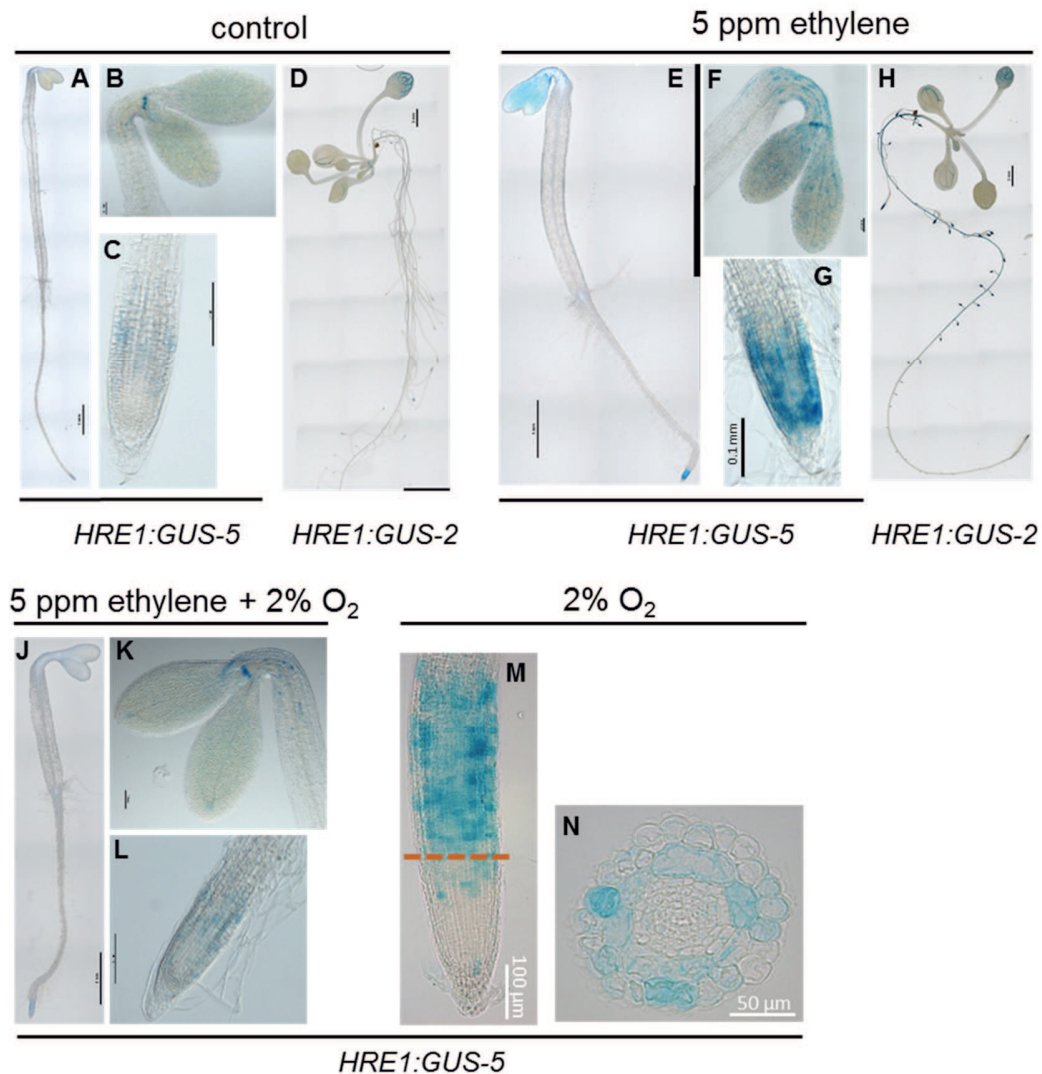 control
5 ppm ethylene
A
B
D
E
F
H
C
G
0.1 mm
HRE1:GUS-5
HRE1:GUS-2
HRE1:GUS-5
HRE1:GUS-2
5 ppm ethylene + 2% O₂
2% O₂
J
K
M
L
N
100 µm
50 µm
HRE1:GUS-5